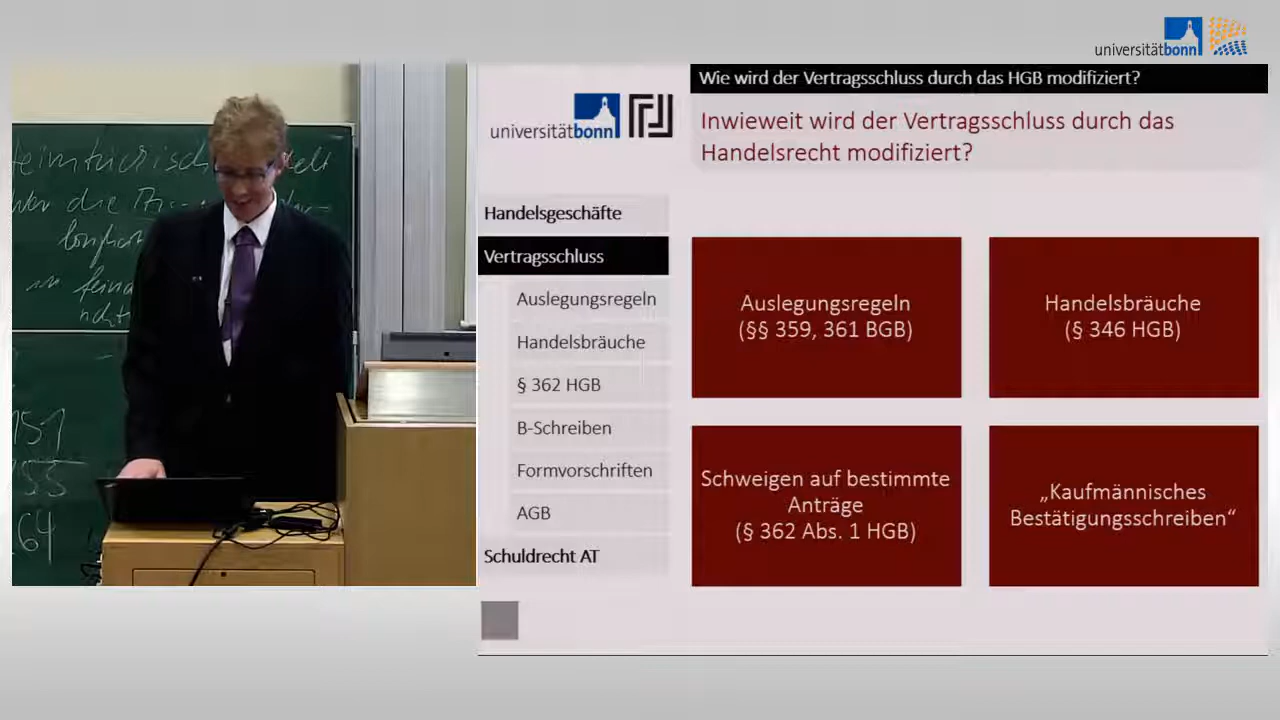 universitätbonn
Wie wird der Vertragsschluss durch das HGB modifiziert?
universitätbonn
Inwieweit wird der Vertragsschluss durch das
Handelsrecht modifiziert?
Handelsgeschäfte
Vertragsschluss
Auslegungsregeln
Handelsbräuche
§ 362 HGB
B-Schreiben
Formvorschriften
AGB
Schuldrecht AT
Auslegungsregeln
(§§ 359, 361 BGB)
Handelsbräuche
(§ 346 HGB)
Schweigen auf bestimmte
Anträge
(§ 362 Abs. 1 HGB)
„Kaufmännisches
Bestätigungsschreiben“